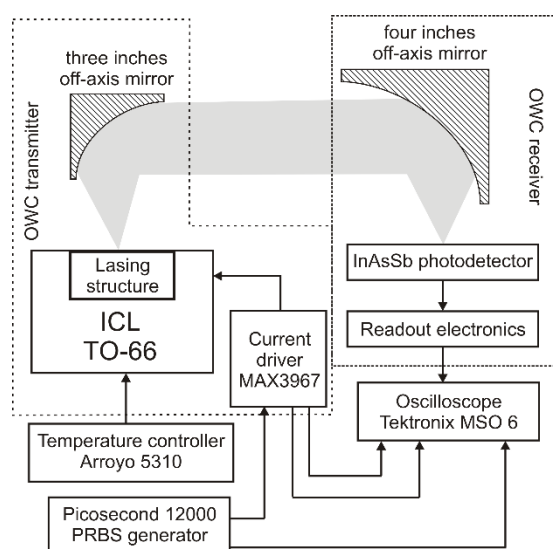 three inches
off-axis mirror
four inches
off-axis mirror
OWC transmitter
OWC receiver
Lasing
structure
ICL
TO-66
Current
driver
MAX3967
InAsSb photodetector
Readout electronics
Oscilloscope
Tektronix MSO 6
Temperature controller
Arroyo 5310
Picosecond 12000
PRBS generator